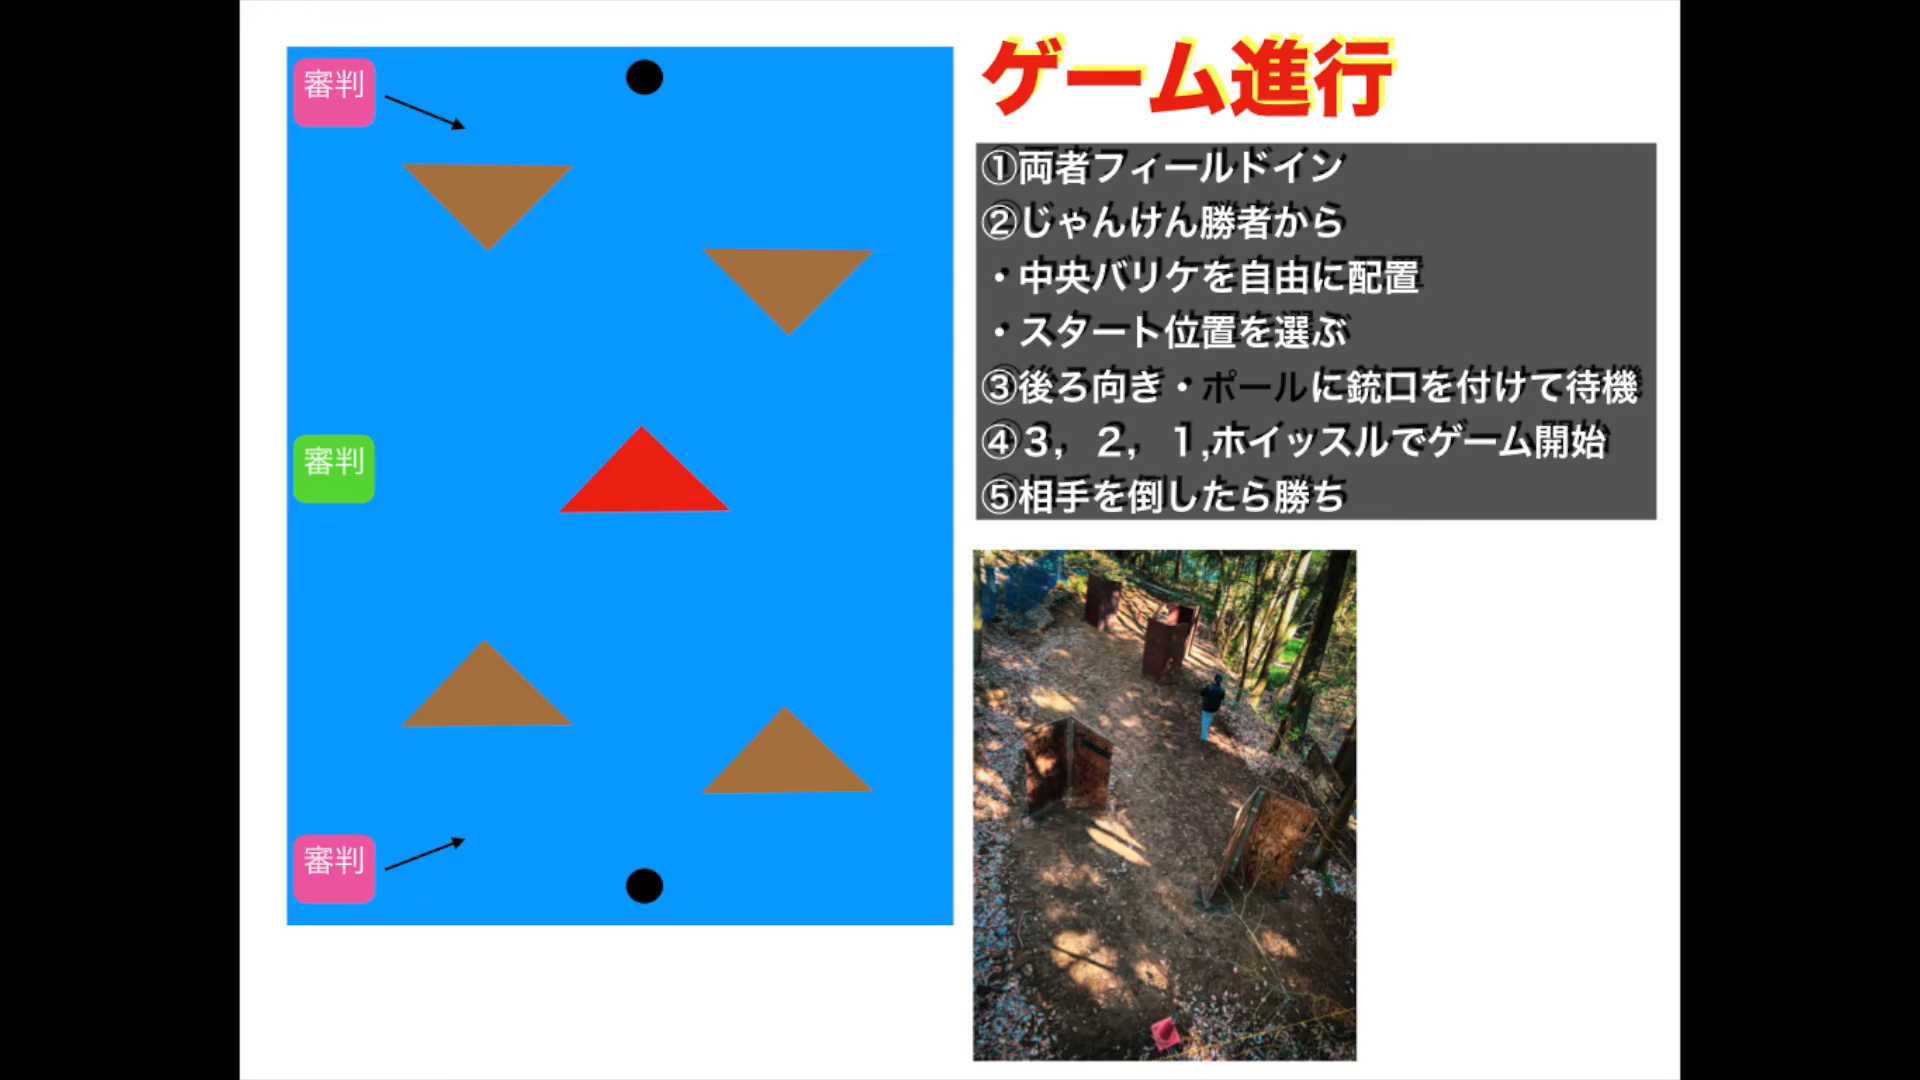 審判
審判
審判
ゲーム進行
①両者フィールドイン
②じゃんけん勝者から
・中央バリケを自由に配置
・スタート位置を選ぶ
③後ろ向き・ポールに銃口を付けて待機
④３，２，１,ホイッスルでゲーム開始
⑤相手を倒したら勝ち